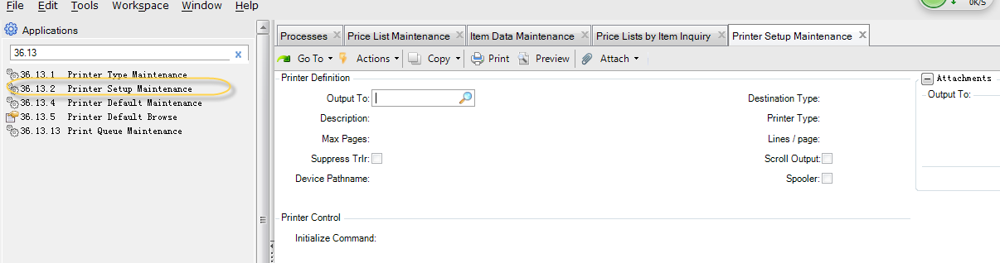 File Edit Tools Workspace Window Help
0K/S
Applications
36.13 x
36.13.1 Printer Type Maintenance
36.13.2 Printer Setup Maintenance
36.13.4 Printer Default Maintenance
36.13.5 Printer Default Browse
36.13.13 Print Queue Maintenance
Processes Price List Maintenance Item Data Maintenance Price Lists by Item Inquiry Printer Setup Maintenance
Go To Actions Copy Print Preview Attach
Printer Definition
Output To:
Description:
Max Pages:
Suppress Trlr:
Device Pathname:
Destination Type:
Printer Type:
Lines / page:
Scroll Output:
Spooler:
Printer Control
Initialize Command:
Attachments
Output To: